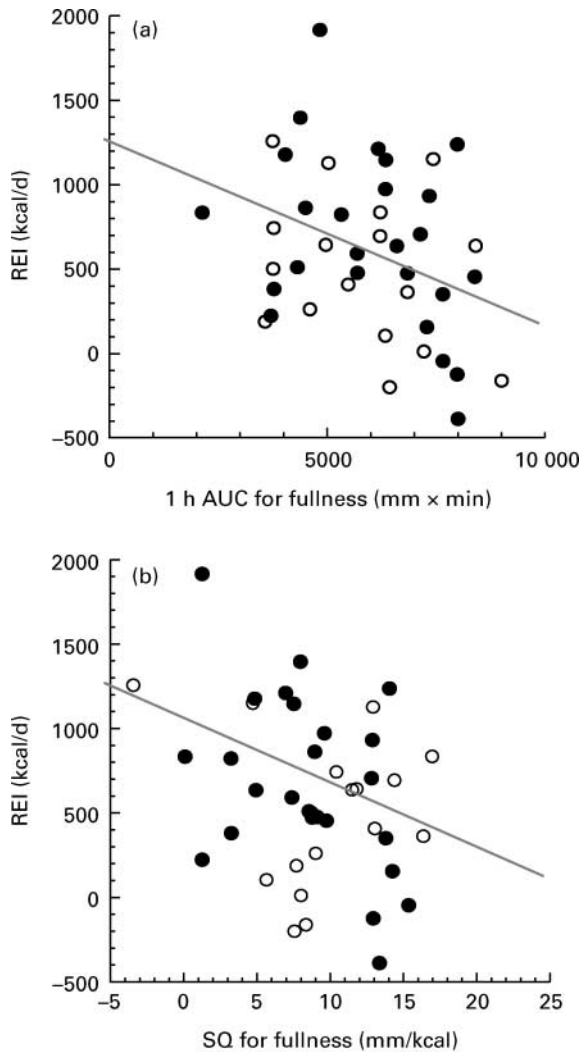 (a)
2000
1500
1000
500
0
−500
REI (kcal/d)
0 5000 10 000
1 h AUC for fullness (mm × min)
(b)
2000
1500
1000
500
0
−500
REI (kcal/d)
−5 0 5 10 15 20 25
SQ for fullness (mm/kcal)